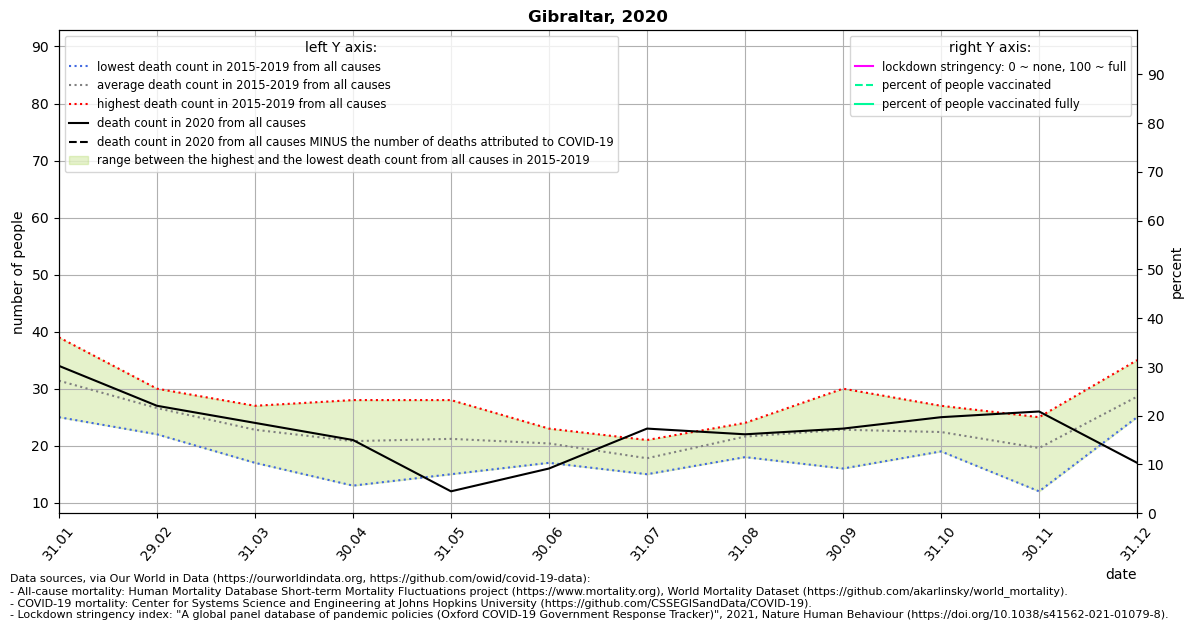 Gibraltar, 2020
left Y axis:
lowest death count in 2015-2019 from all causes
average death count in 2015-2019 from all causes
highest death count in 2015-2019 from all causes
death count in 2020 from all causes
death count in 2020 from all causes MINUS the number of deaths attributed to COVID-19
range between the highest and the lowest death count from all causes in 2015-2019
right Y axis:
lockdown stringency: 0 ~ none, 100 ~ full
percent of people vaccinated
percent of people vaccinated fully
number of people
90
80
70
60
50
40
30
20
10
percent
90
80
70
60
50
40
30
20
10
0
31.01
29.02
31.03
30.04
31.05
30.06
31.07
31.08
30.09
31.10
30.11
31.12
date
Data sources, via Our World in Data (https://ourworldindata.org, https://github.com/owid/covid-19-data):
- All-cause mortality: Human Mortality Database Short-term Mortality Fluctuations project (https://www.mortality.org), World Mortality Dataset (https://github.com/akarlinsky/world_mortality).
- COVID-19 mortality: Center for Systems Science and Engineering at Johns Hopkins University (https://github.com/CSSEGISandData/COVID-19).
- Lockdown stringency index: "A global panel database of pandemic policies (Oxford COVID-19 Government Response Tracker)", 2021, Nature Human Behaviour (https://doi.org/10.1038/s41562-021-01079-8).